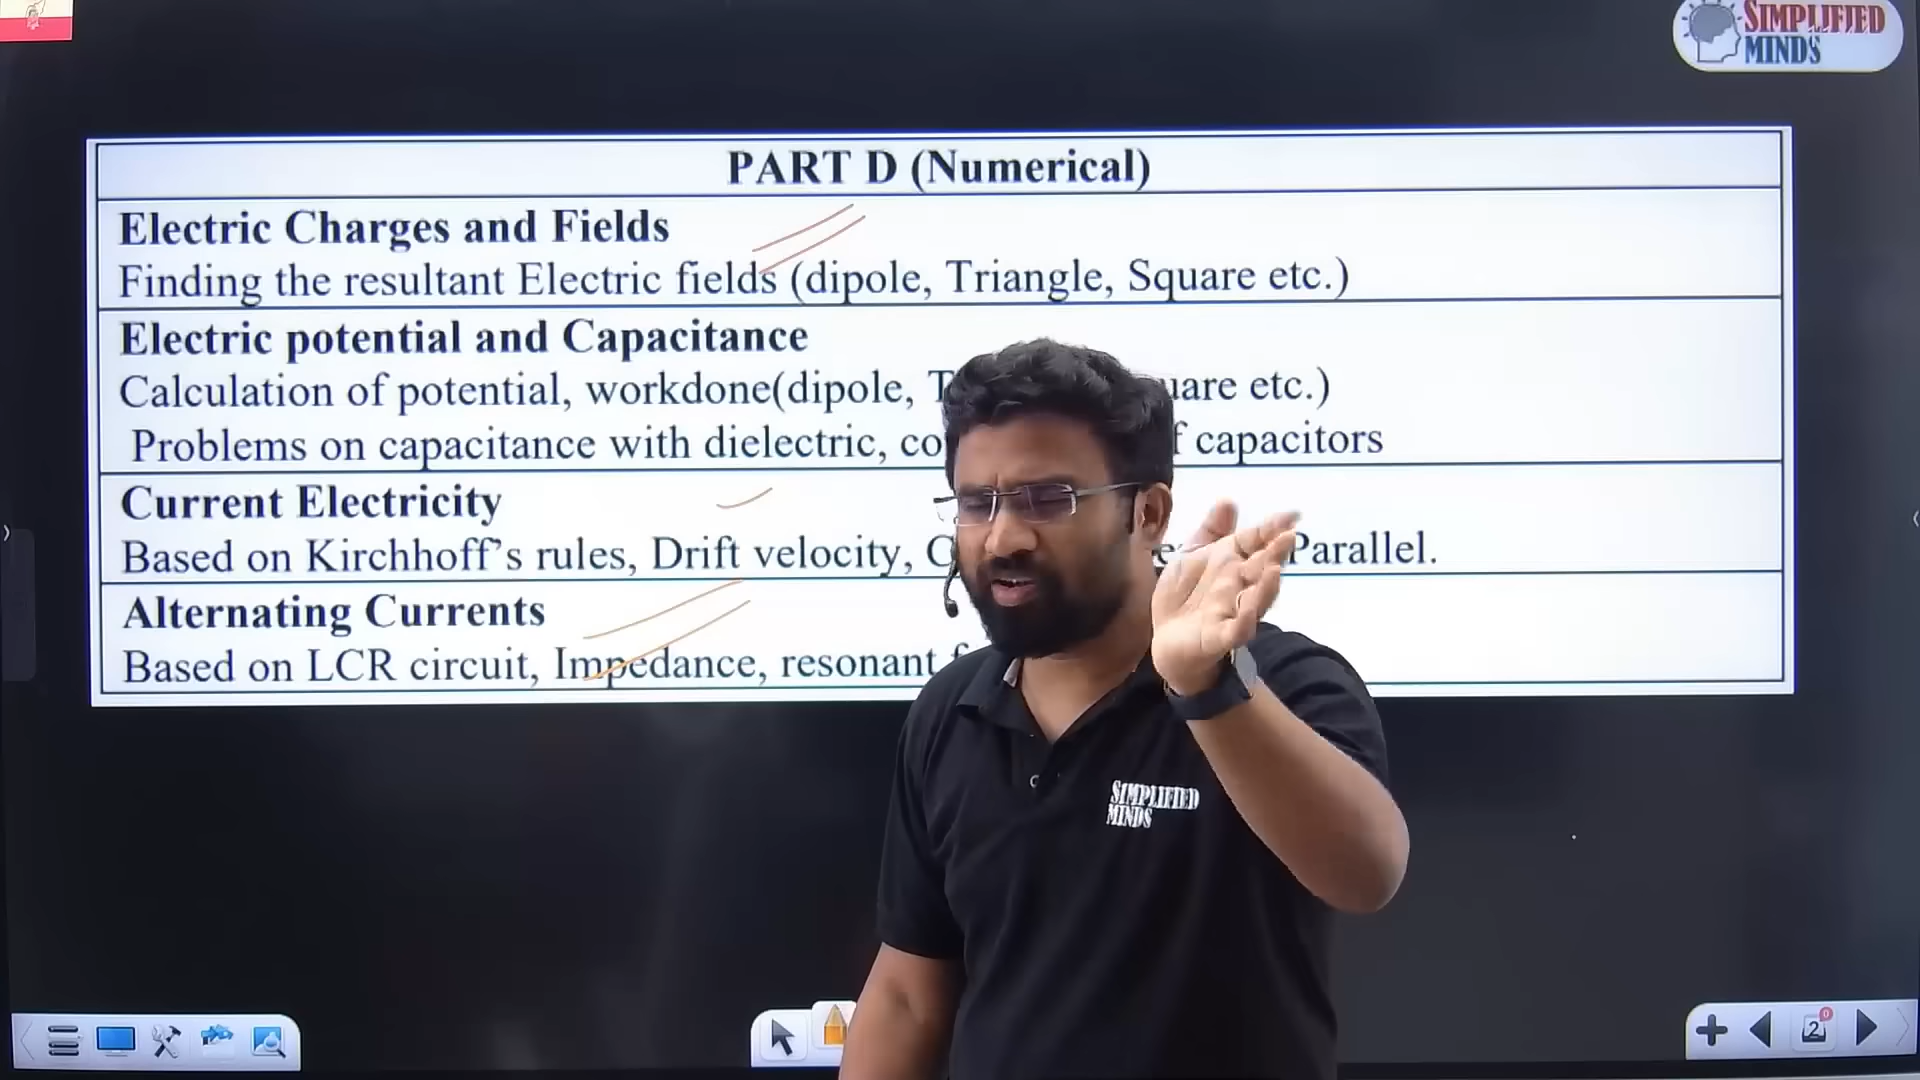 SIMPLIFIED
MINDS
PART D (Numerical)
Electric Charges and Fields
Finding the resultant Electric fields (dipole, Triangle, Square etc.)
Electric potential and Capacitance
Calculation of potential, workdone(dipole, etc.)
Problems on capacitance with dielectric, capacitors
Current Electricity
Based on Kirchhoff's rules, Drift velocity, Parallel.
Alternating Currents
Based on LCR circuit, Impedance, resonant
SIMPLIFIED
MINDS
2
0